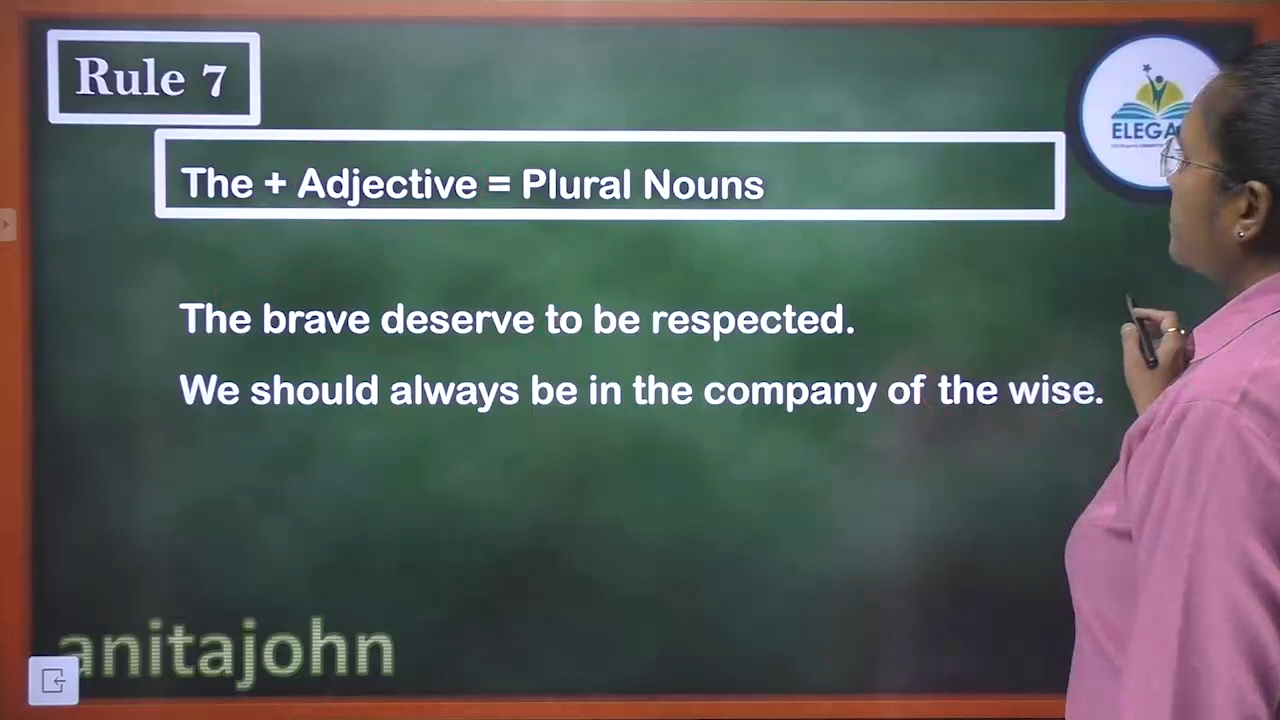 Rule 7
The + Adjective = Plural Nouns
ELEGA
The brave deserve to be respected.
We should always be in the company of the wise.
anitajohn